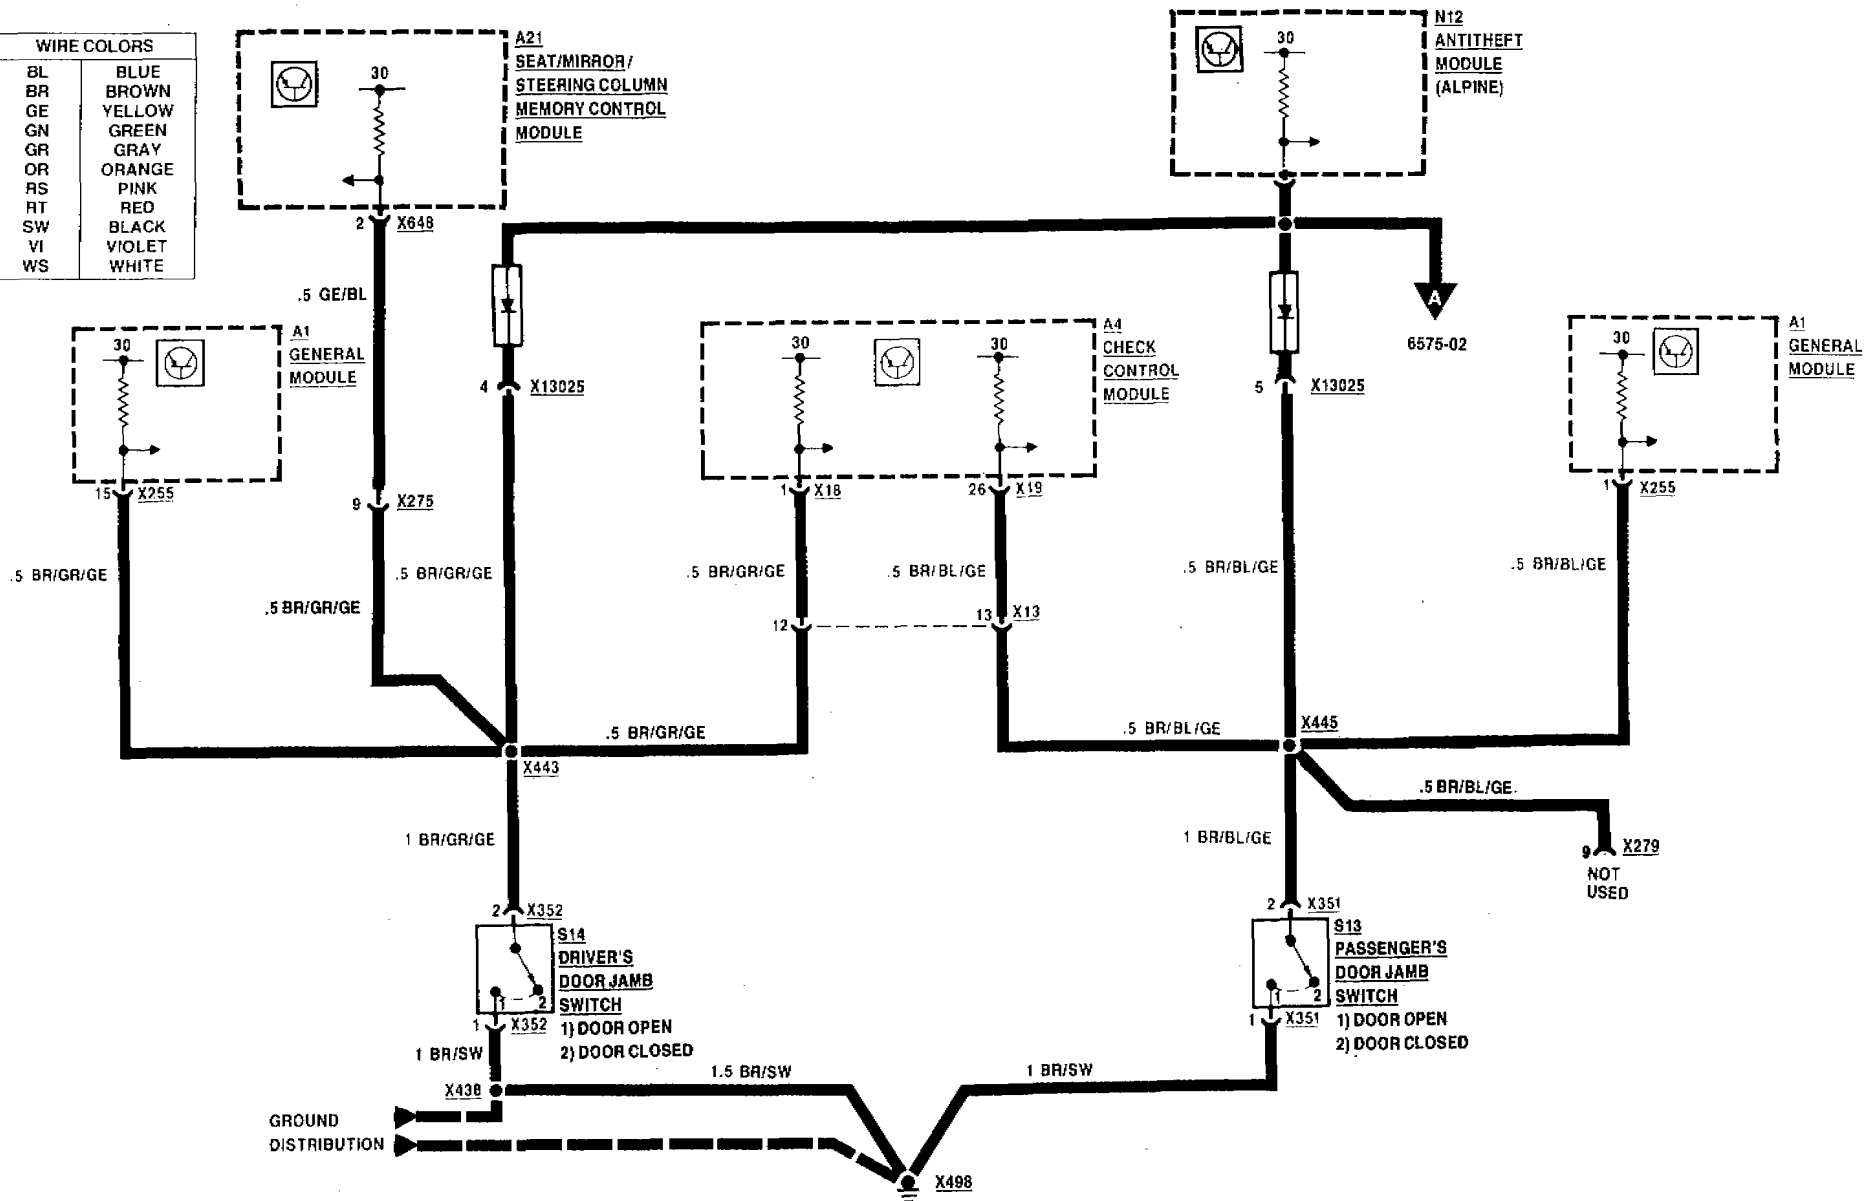 WIRE COLORS
BL BLUE
BR BROWN
GE YELLOW
GN GREEN
GR GRAY
OR ORANGE
RS PINK
RT RED
SW BLACK
VI VIOLET
WS WHITE
30
A21
SEAT/MIRROR/
STEERING COLUMN
MEMORY CONTROL
MODULE
2 X648
.5 GE/BL
9 X275
.5 BR/GR/GE
30
N12
ANTITHEFT
MODULE
(ALPINE)
A
6575-02
30
A1
GENERAL
MODULE
15 X255
.5 BR/GR/GE
4 X13025
.5 BR/GR/GE
30
30
A4
CHECK
CONTROL
MODULE
1 X18
26 X19
.5 BR/GR/GE
.5 BR/BL/GE
12
13 X13
.5 BR/GR/GE
.5 BR/BL/GE
5 X13025
.5 BR/BL/GE
30
A1
GENERAL
MODULE
1 X255
.5 BR/BL/GE
X443
X445
.5 BR/BL/GE.
9 X279
NOT
USED
1 BR/GR/GE
1 BR/BL/GE
2 X352
S14
DRIVER'S
DOOR JAMB
SWITCH
1) DOOR OPEN
2) DOOR CLOSED
1 2
1 X352
1 BR/SW
2 X351
S13
PASSENGER'S
DOOR JAMB
SWITCH
1) DOOR OPEN
2) DOOR CLOSED
1 2
1 X351
X438
1.5 BR/SW
1 BR/SW
GROUND
DISTRIBUTION
X498